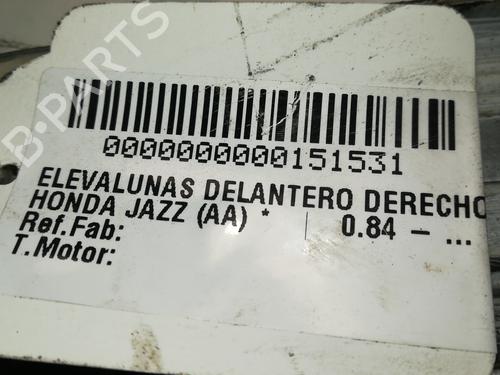 B-PARTS
0000000000151531
ELEVALUNAS DELANTERO DERECHO
HONDA JAZZ (AA) * | 0.84 - ...
Ref.Fab:
T.Motor: